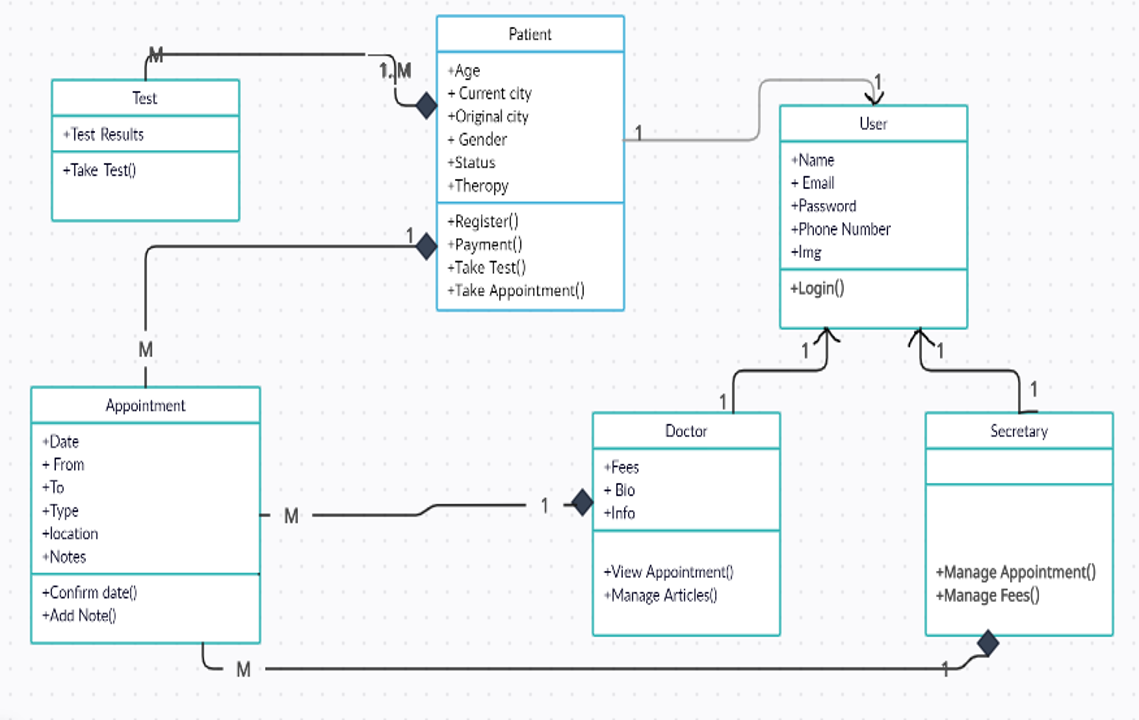 Patient
+Age
+ Current city
+Original city
+ Gender
+Status
+Theropy
+Register()
+Payment()
+Take Test()
+Take Appointment()
M
1..M
Test
+Test Results
+Take Test()
1
1
User
+Name
+ Email
+Password
+Phone Number
+Img
+Login()
1
M
Appointment
+Date
+ From
+To
+Type
+location
+Notes
+Confirm date()
+Add Note()
M
1
1
1
Doctor
+Fees
+ Bio
+Info
+View Appointment()
+Manage Articles()
1
1
Secretary
+Manage Appointment()
+Manage Fees()
M
1